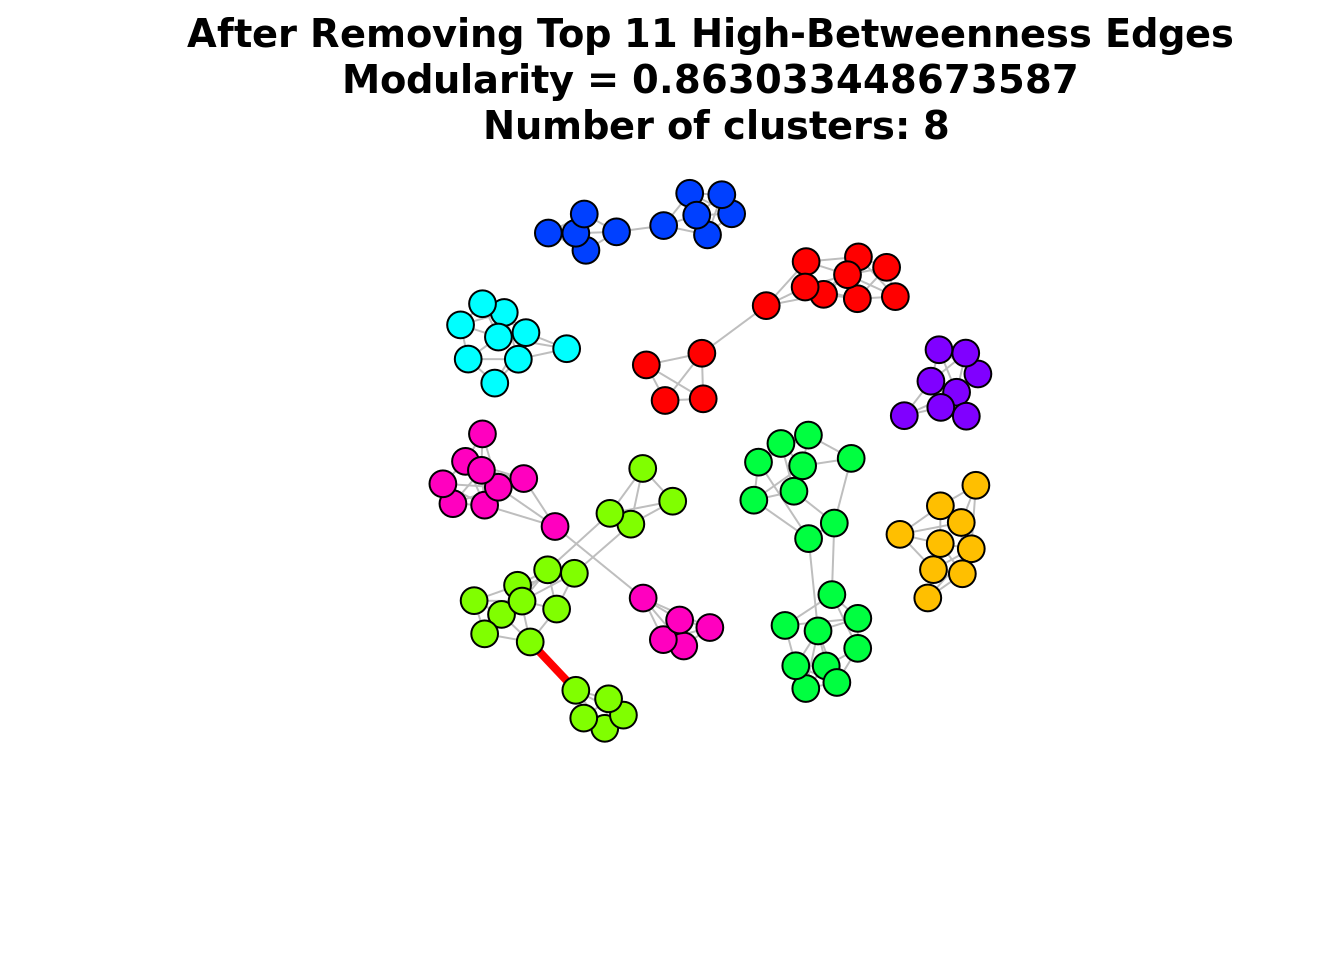 After Removing Top 11 High-Betweenness Edges
Modularity = 0.863033448673587
Number of clusters: 8